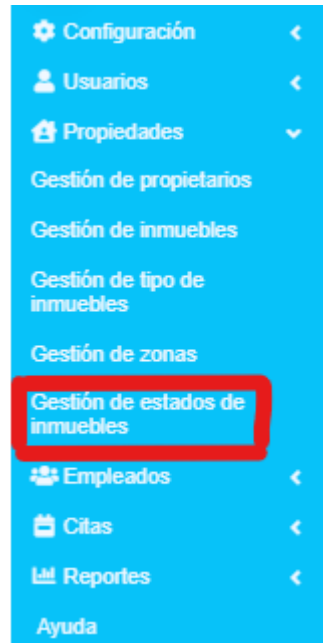 Configuración
Usuarios
Propiedades
Gestión de propietarios
Gestión de inmuebles
Gestión de tipo de
inmuebles
Gestión de zonas
Gestión de estados de
inmuebles
Empleados
Citas
Reportes
Ayuda